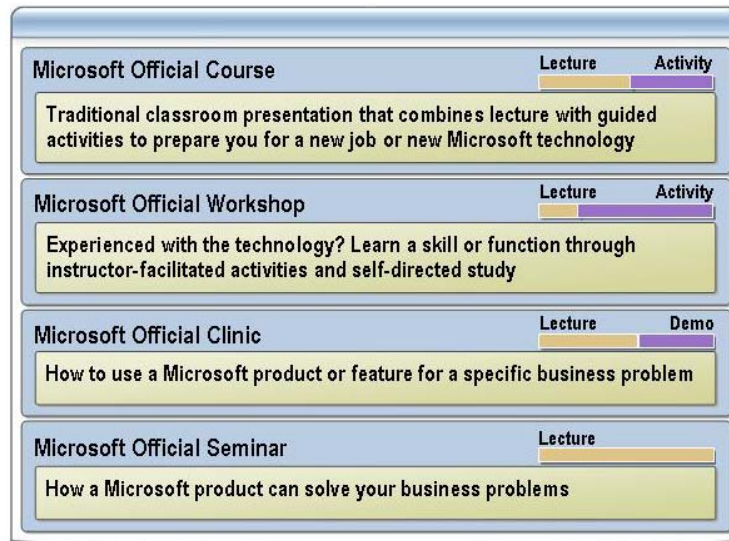 Microsoft Official Course
Lecture Activity
Traditional classroom presentation that combines lecture with guided
activities to prepare you for a new job or new Microsoft technology
Microsoft Official Workshop
Lecture Activity
Experienced with the technology? Learn a skill or function through
instructor-facilitated activities and self-directed study
Microsoft Official Clinic
Lecture Demo
How to use a Microsoft product or feature for a specific business problem
Microsoft Official Seminar
Lecture
How a Microsoft product can solve your business problems